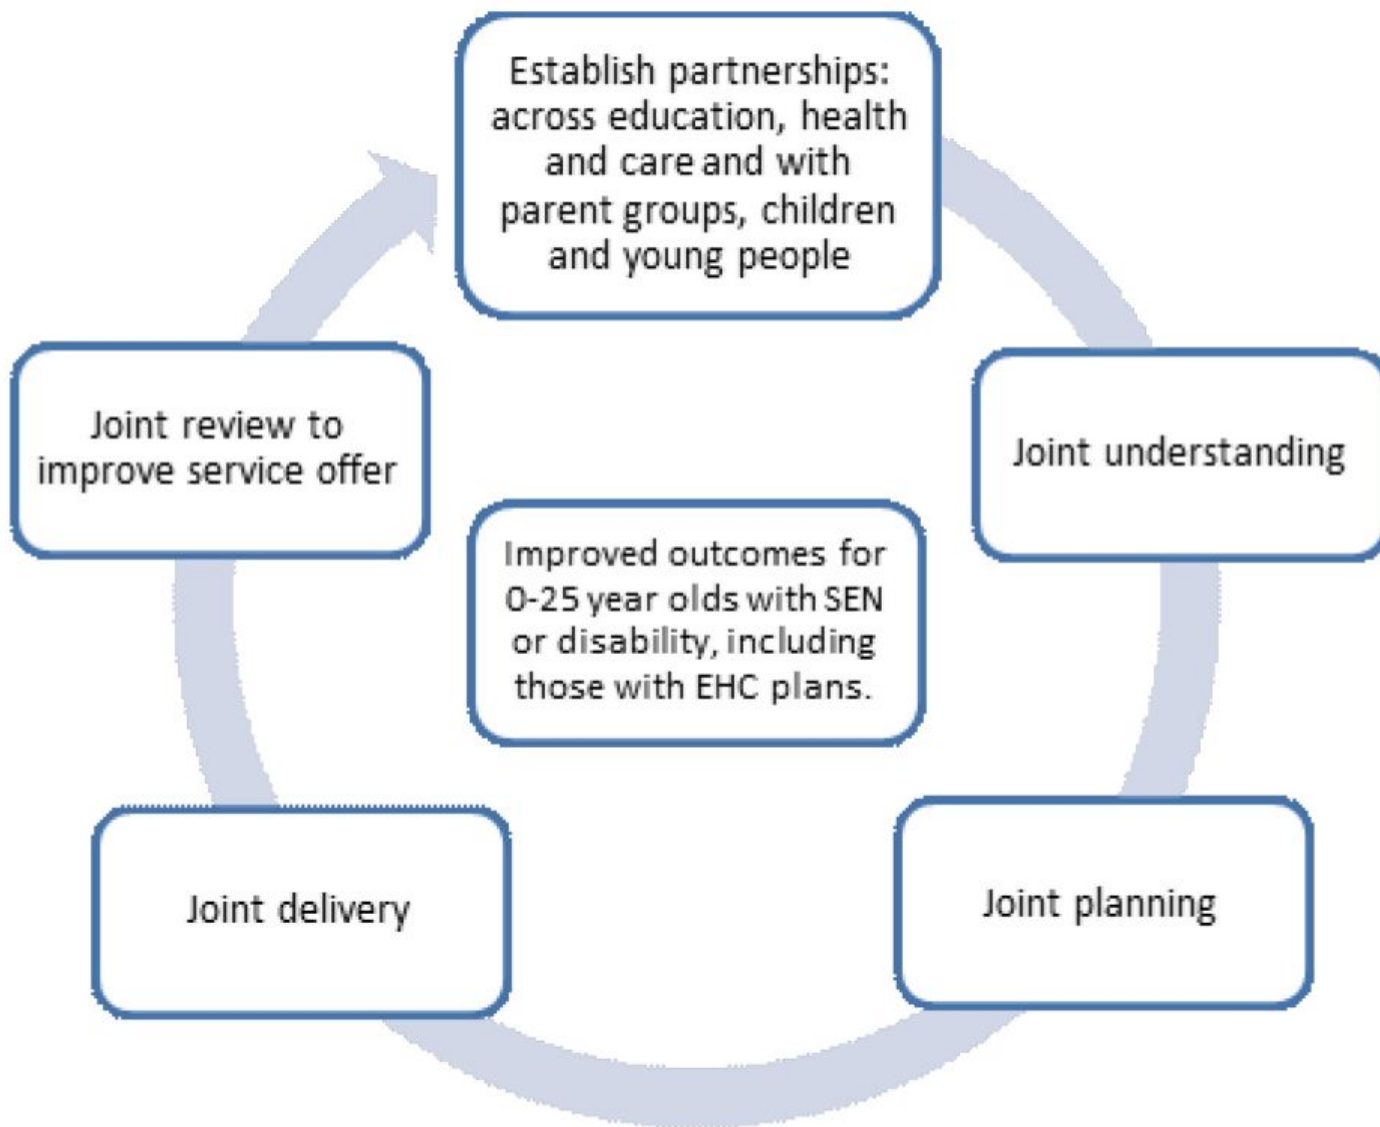 Establish partnerships:
across education, health
and care and with
parent groups, children
and young people
Joint understanding
Joint planning
Joint delivery
Joint review to
improve service offer
Improved outcomes for
0-25 year olds with SEN
or disability, including
those with EHC plans.